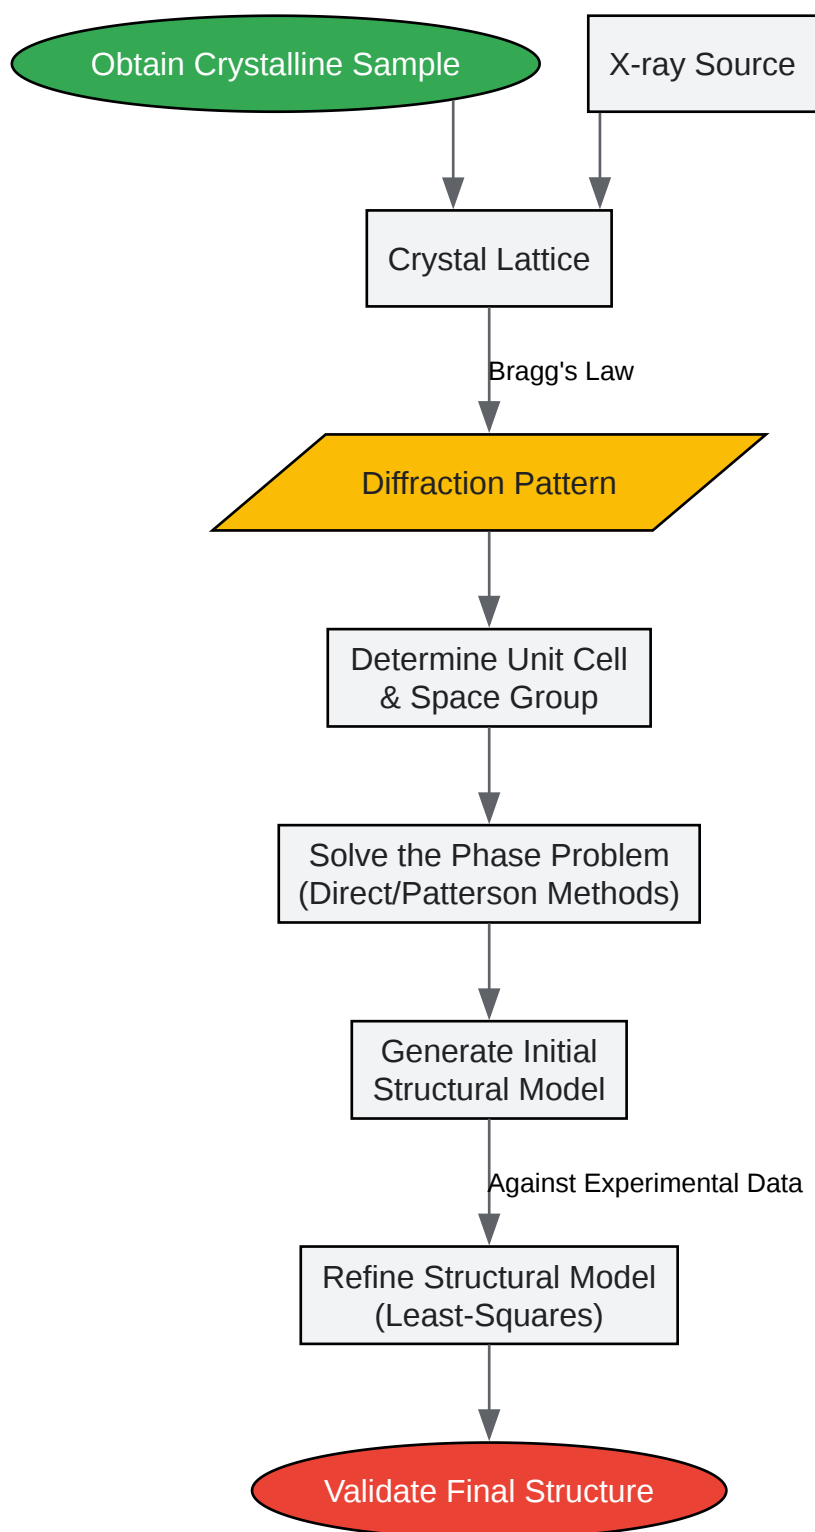 Obtain Crystalline Sample
X-ray Source
Crystal Lattice
Bragg's Law
Diffraction Pattern
Determine Unit Cell
& Space Group
Solve the Phase Problem
(Direct/Patterson Methods)
Generate Initial
Structural Model
Against Experimental Data
Refine Structural Model
(Least-Squares)
Validate Final Structure